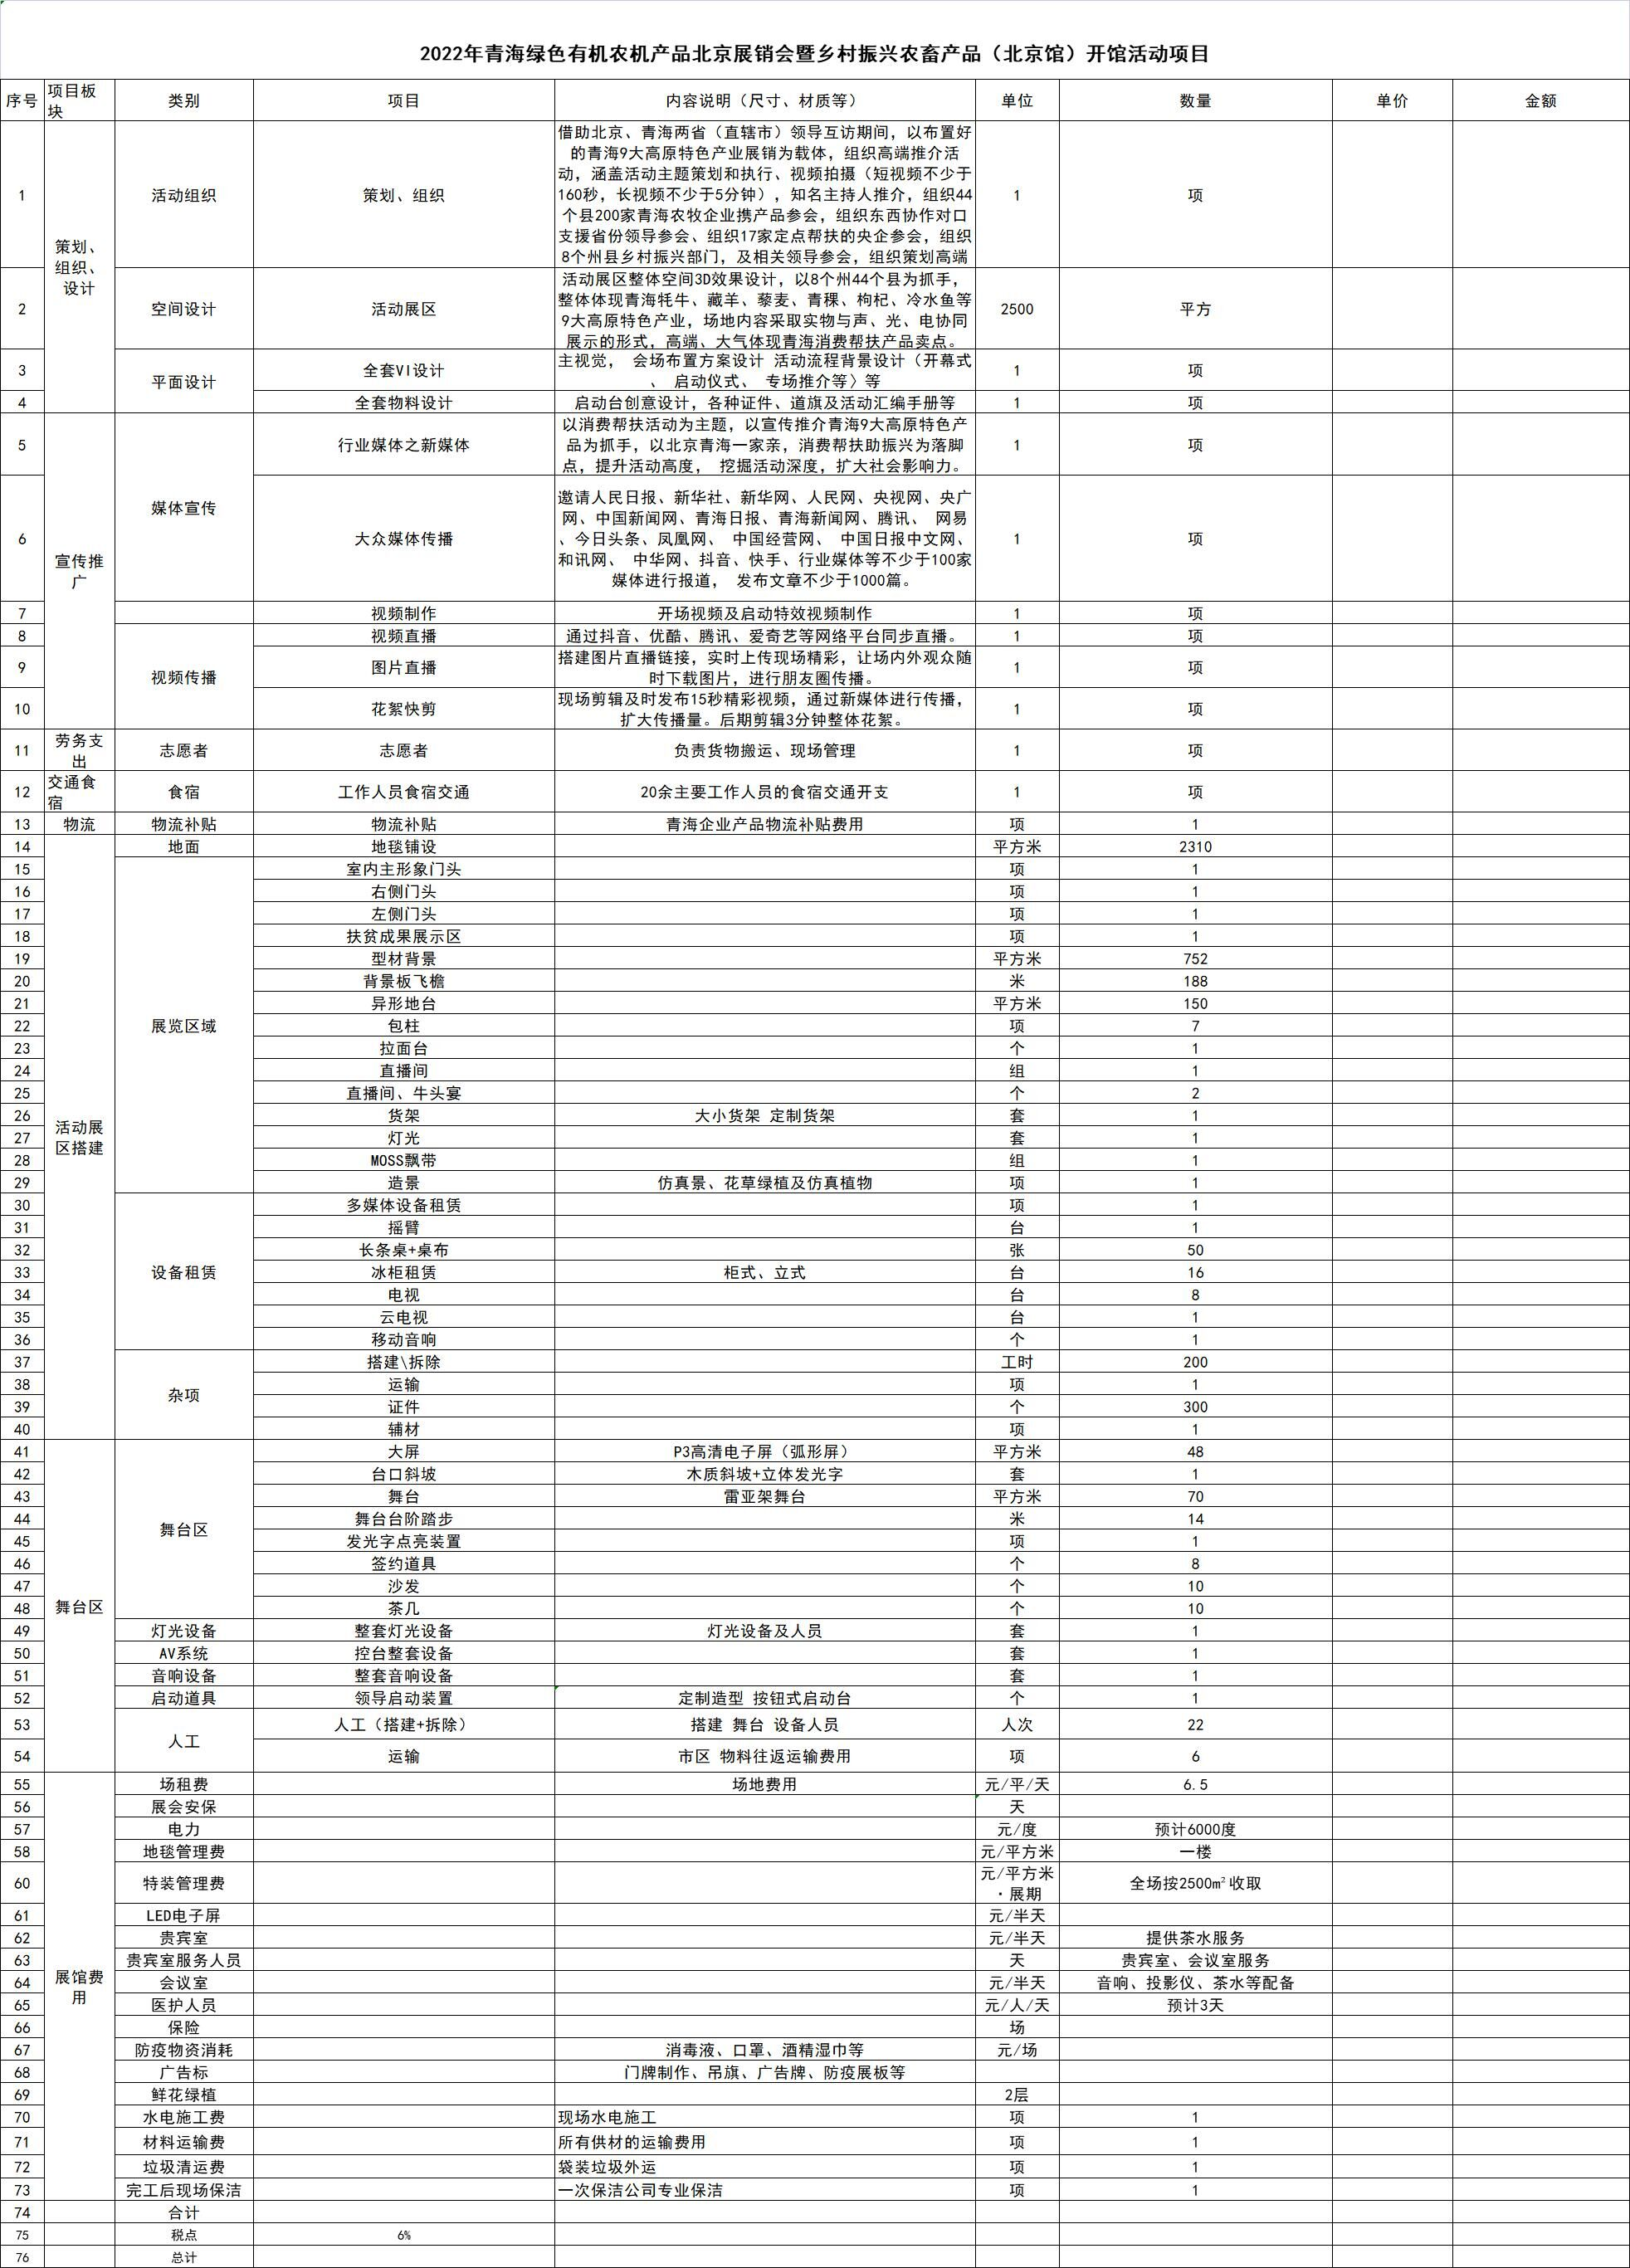 2022年青海绿色有机农机产品北京展销会暨乡村振兴农畜产品（北京馆）开馆活动项目
序号 项目板块 类别 项目 内容说明（尺寸、材质等） 单位 数量 单价 金额
策划、组织、设计
1 活动组织 策划、组织 1 项
借助北京、青海两省（直辖市）领导互访期间，以布置好
的青海9大高原特色产业展销为载体，组织高端推介活
动，涵盖活动主题策划和执行、视频拍摄（短视频不少于
160秒，长视频不少于5分钟），知名主持人推介，组织44
个县200家青海农牧企业携产品参会，组织东西协作对口
支援省份领导参会、组织17家定点帮扶的央企参会，组织
8个州县乡村振兴部门，及相关领导参会，组织策划高端
2 空间设计 活动展区 2500 平方
活动展区整体空间3D效果设计，以8个州44个县为抓手，
整体体现青海牦牛、藏羊、藜麦、青稞、枸杞、冷水鱼等
9大高原特色产业，场地内容采取实物与声、光、电协同
展示的形式，高端、大气体现青海消费帮扶产品卖点。
平面设计
3 全套VI设计 1 项
主视觉， 会场布置方案设计 活动流程背景设计（开幕式
、 启动仪式、 专场推介等）等
4 全套物料设计 启动台创意设计，各种证件、道旗及活动汇编手册等 1 项
宣传推广
媒体宣传
5 行业媒体之新媒体 1 项
以消费帮扶活动为主题，以宣传推介青海9大高原特色产
品为抓手，以北京青海一家亲，消费帮扶助振兴为落脚
点，提升活动高度， 挖掘活动深度，扩大社会影响力。
6 大众媒体传播 1 项
邀请人民日报、新华社、新华网、人民网、央视网、央广
网、中国新闻网、青海日报、青海新闻网、腾讯、 网易
、今日头条、凤凰网、 中国经营网、 中国日报中文网、
和讯网、 中华网、抖音、快手、行业媒体等不少于100家
媒体进行报道， 发布文章不少于1000篇。
7 视频制作 开场视频及启动特效视频制作 1 项
视频传播
8 视频直播 通过抖音、优酷、腾讯、爱奇艺等网络平台同步直播。 1 项
9 图片直播 1 项
搭建图片直播链接，实时上传现场精彩，让场内外观众随
时下载图片，进行朋友圈传播。
10 花絮快剪 1 项
现场剪辑及时发布15秒精彩视频，通过新媒体进行传播，
扩大传播量。后期剪辑3分钟整体花絮。
11 劳务支出 志愿者 志愿者 负责货物搬运、现场管理 1 项
12 交通食宿 食宿 工作人员食宿交通 20余主要工作人员的食宿交通开支 1 项
13 物流 物流补贴 物流补贴 青海企业产品物流补贴费用 项 1
活动展区搭建
14 地面 地毯铺设 平方米 2310
展览区域
15 室内主形象门头 项 1
16 右侧门头 项 1
17 左侧门头 项 1
18 扶贫成果展示区 项 1
19 型材背景 平方米 752
20 背景板飞檐 米 188
21 异形地台 平方米 150
22 包柱 项 7
23 拉面台 个 1
24 直播间 组 1
25 直播间、牛头宴 个 2
26 货架 大小货架 定制货架 套 1
27 灯光 套 1
28 MOSS飘带 组 1
29 造景 仿真景、花草绿植及仿真植物 项 1
设备租赁
30 多媒体设备租赁 项 1
31 摇臂 台 1
32 长条桌+桌布 张 50
33 冰柜租赁 柜式、立式 台 16
34 电视 台 8
35 云电视 台 1
36 移动音响 个 1
杂项
37 搭建\拆除 工时 200
38 运输 项 1
39 证件 个 300
40 辅材 项 1
舞台区
舞台区
41 大屏 P3高清电子屏（弧形屏） 平方米 48
42 台口斜坡 木质斜坡+立体发光字 套 1
43 舞台 雷亚架舞台 平方米 70
44 舞台台阶踏步 米 14
45 发光字点亮装置 项 1
46 签约道具 个 8
47 沙发 个 10
48 茶几 个 10
49 灯光设备 整套灯光设备 灯光设备及人员 套 1
50 AV系统 控台整套设备 套 1
51 音响设备 整套音响设备 套 1
52 启动道具 领导启动装置 定制造型 按钮式启动台 个 1
人工
53 人工（搭建+拆除） 搭建 舞台 设备人员 人次 22
54 运输 市区 物料往返运输费用 项 6
展馆费用
55 场租费 场地费用 元/平/天 6.5
56 展会安保 天
57 电力 元/度 预计6000度
58 地毯管理费 元/平方米 一楼
60 特装管理费 元/平方米·展期 全场按2500m²收取
61 LED电子屏 元/半天
62 贵宾室 元/半天 提供茶水服务
63 贵宾室服务人员 天 贵宾室、会议室服务
64 会议室 元/半天 音响、投影仪、茶水等配备
65 医护人员 元/人/天 预计3天
66 保险 场
67 防疫物资消耗 消毒液、口罩、酒精湿巾等 元/场
68 广告标 门牌制作、吊旗、广告牌、防疫展板等
69 鲜花绿植 2层
70 水电施工费 现场水电施工 项 1
71 材料运输费 所有供材的运输费用 项 1
72 垃圾清运费 袋装垃圾外运 项 1
73 完工后现场保洁 一次保洁公司专业保洁 项 1
74 合计
75 税点 6%
76 总计